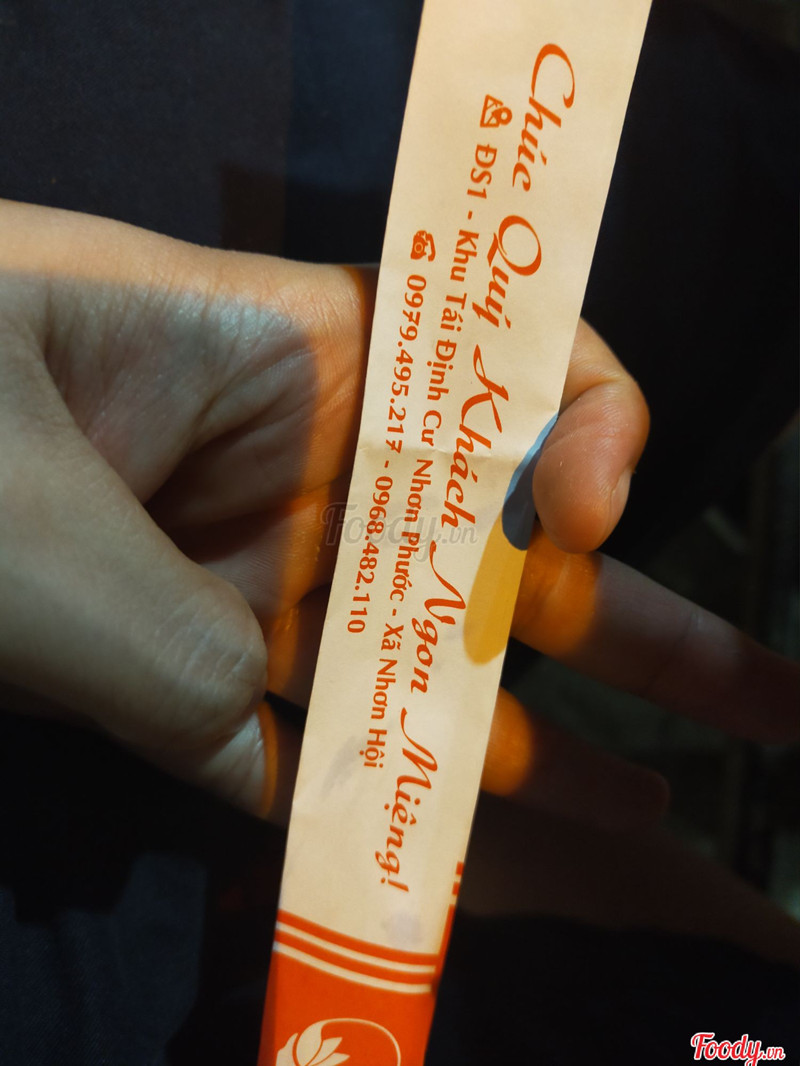 Chúc Quý Khách Ngon Miệng!
ĐS1 - Khu Tái Định Cư Nhơn Phước - Xã Nhơn Hội
0979.495.217 - 0968.482.110
Foody.vn
Foody.vn